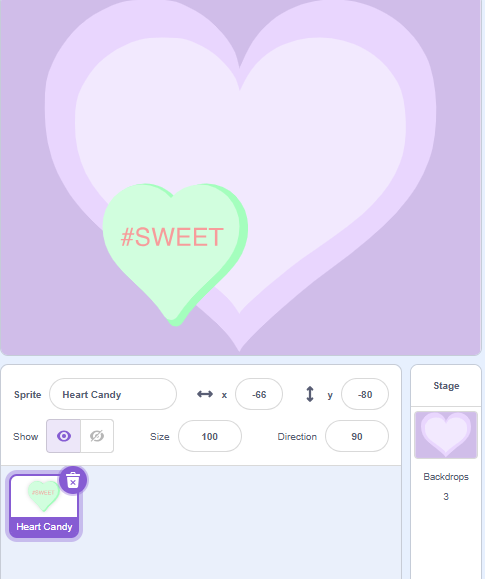 #SWEET
Sprite Heart Candy x -66 y -80
Show Size 100 Direction 90
Stage
Backdrops
3
#SWEET
Heart Candy